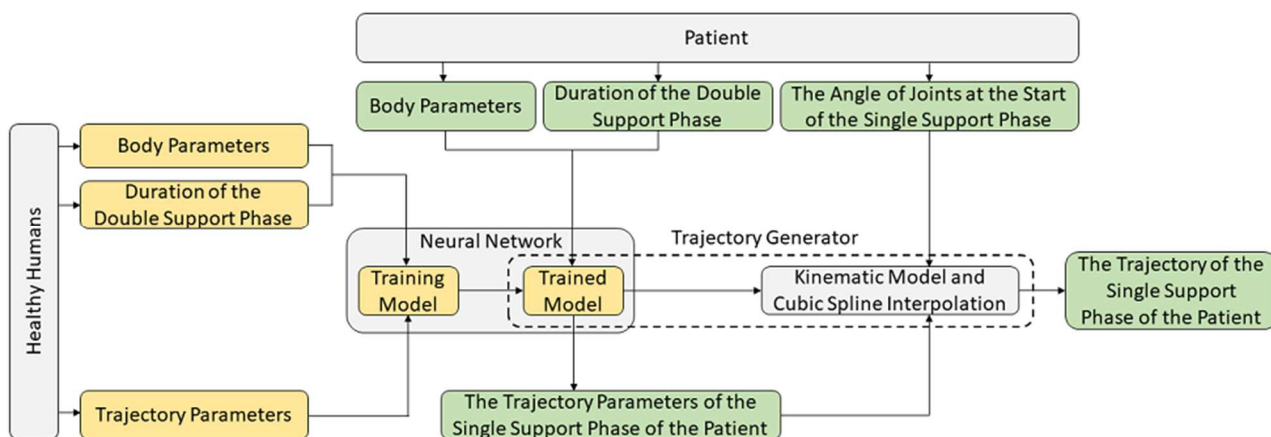 Patient
Body Parameters
Duration of the Double
Support Phase
The Angle of Joints at the Start
of the Single Support Phase
Healthy Humans
Body Parameters
Duration of the
Double Support Phase
Neural Network
Trajectory Generator
Training
Model
Trained
Model
Kinematic Model and
Cubic Spline Interpolation
The Trajectory of the
Single Support
Phase of the Patient
Trajectory Parameters
The Trajectory Parameters of the
Single Support Phase of the Patient